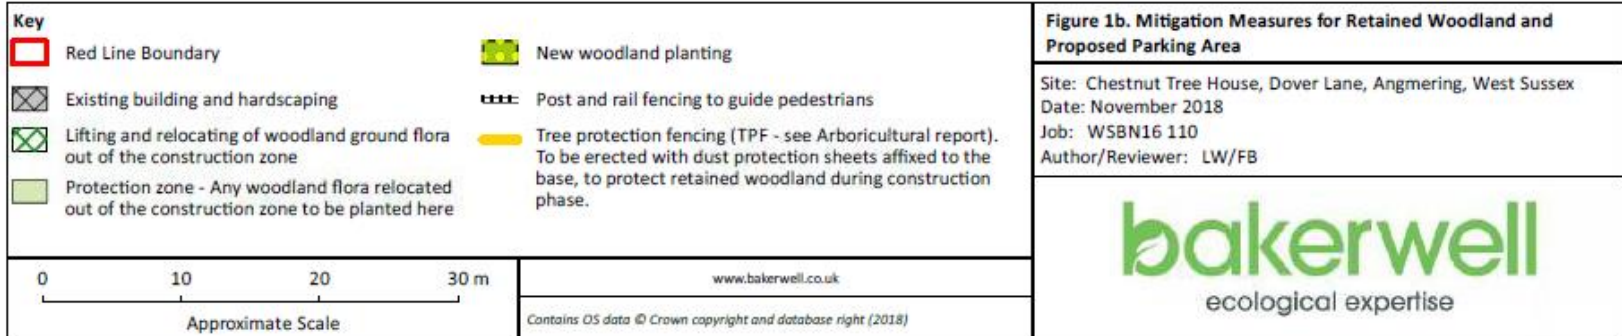 Key
Red Line Boundary
Existing building and hardscaping
Lifting and relocating of woodland ground flora
out of the construction zone
Protection zone - Any woodland flora relocated
out of the construction zone to be planted here
New woodland planting
Post and rail fencing to guide pedestrians
Tree protection fencing (TPF - see Arboricultural report).
To be erected with dust protection sheets affixed to the
base, to protect retained woodland during construction
phase.
0 10 20 30 m
Approximate Scale
www.bakerwell.co.uk
Contains OS data © Crown copyright and database right (2018)
Figure 1b. Mitigation Measures for Retained Woodland and
Proposed Parking Area
Site: Chestnut Tree House, Dover Lane, Angmering, West Sussex
Date: November 2018
Job: WSBN16 110
Author/Reviewer: LW/FB
bakerwell
ecological expertise